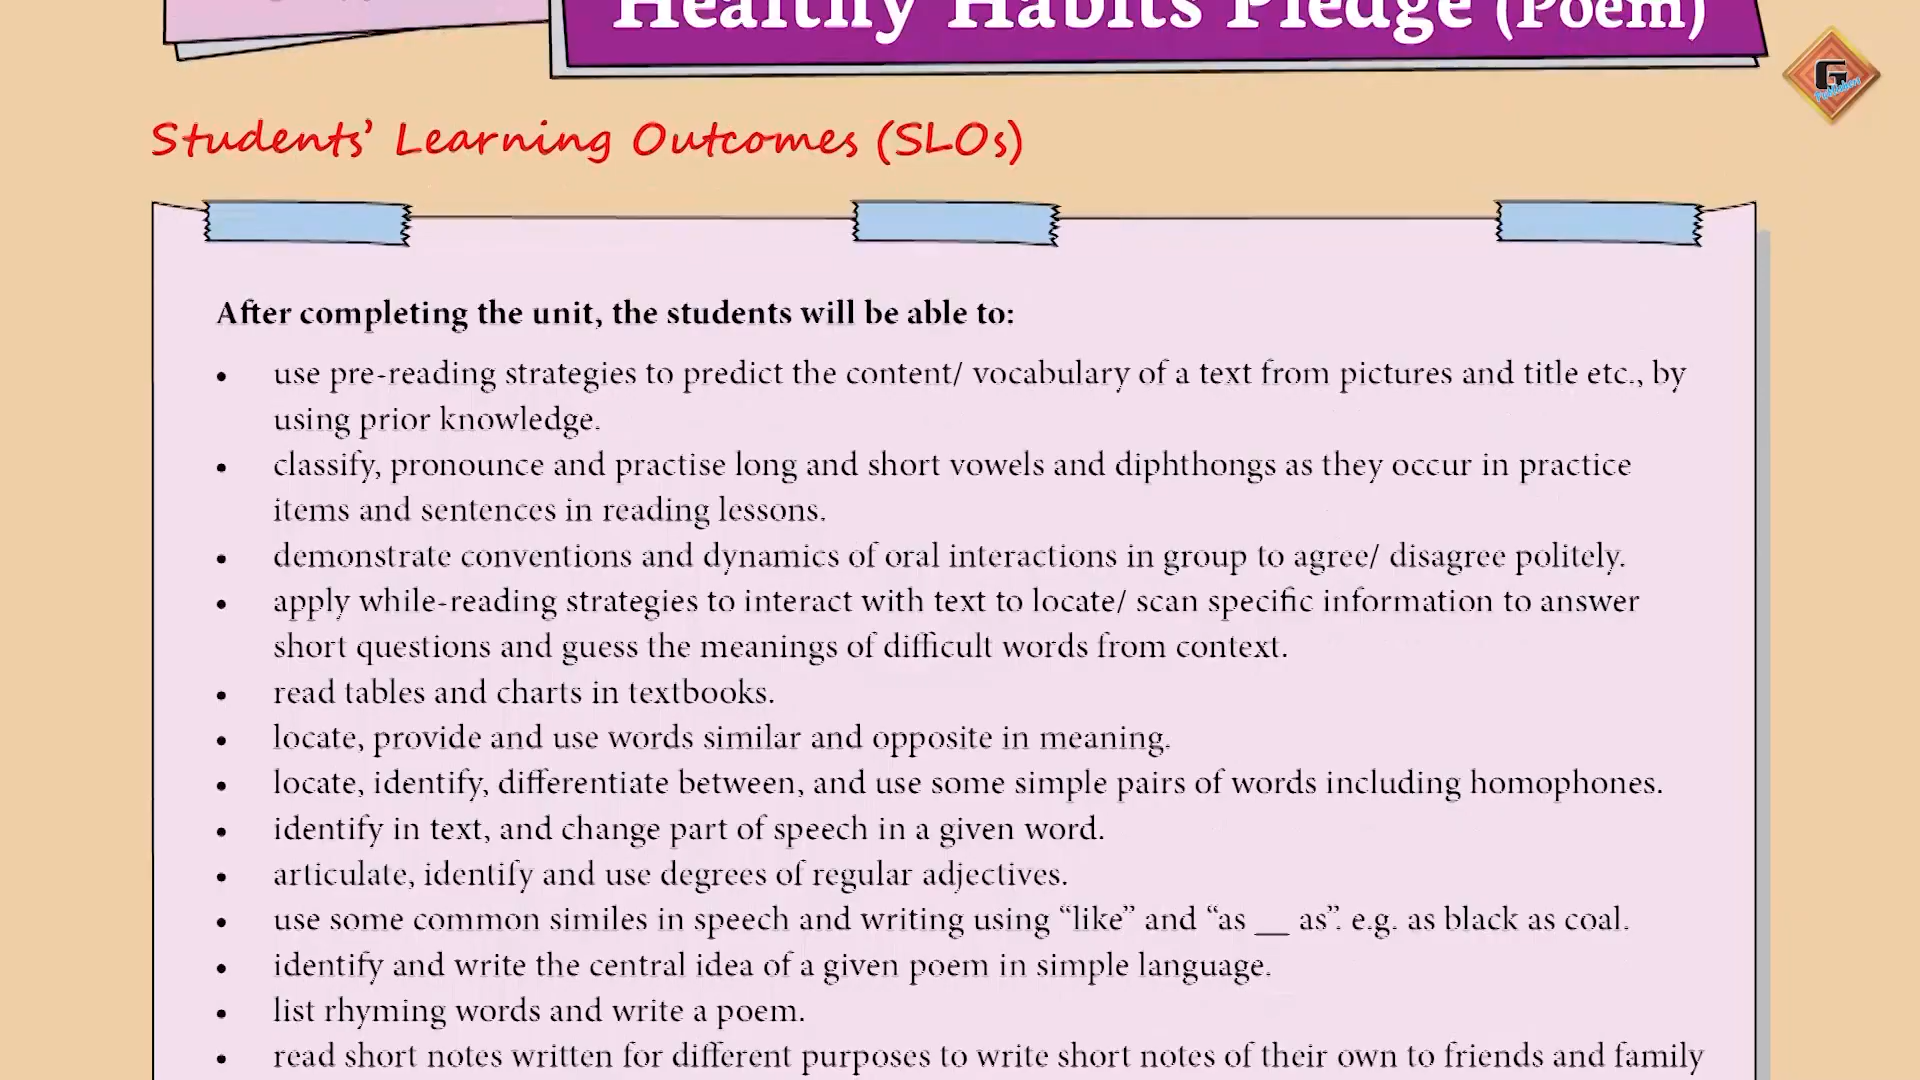 Healthy Habits Pledge (Poem)
G
Publishers
Students' Learning Outcomes (SLOs)
After completing the unit, the students will be able to:
• use pre-reading strategies to predict the content/ vocabulary of a text from pictures and title etc., by
using prior knowledge.
• classify, pronounce and practise long and short vowels and diphthongs as they occur in practice
items and sentences in reading lessons.
• demonstrate conventions and dynamics of oral interactions in group to agree/ disagree politely.
• apply while-reading strategies to interact with text to locate/ scan specific information to answer
short questions and guess the meanings of difficult words from context.
• read tables and charts in textbooks.
• locate, provide and use words similar and opposite in meaning.
• locate, identify, differentiate between, and use some simple pairs of words including homophones.
• identify in text, and change part of speech in a given word.
• articulate, identify and use degrees of regular adjectives.
• use some common similes in speech and writing using “like” and “as __ as”. e.g. as black as coal.
• identify and write the central idea of a given poem in simple language.
• list rhyming words and write a poem.
• read short notes written for different purposes to write short notes of their own to friends and family